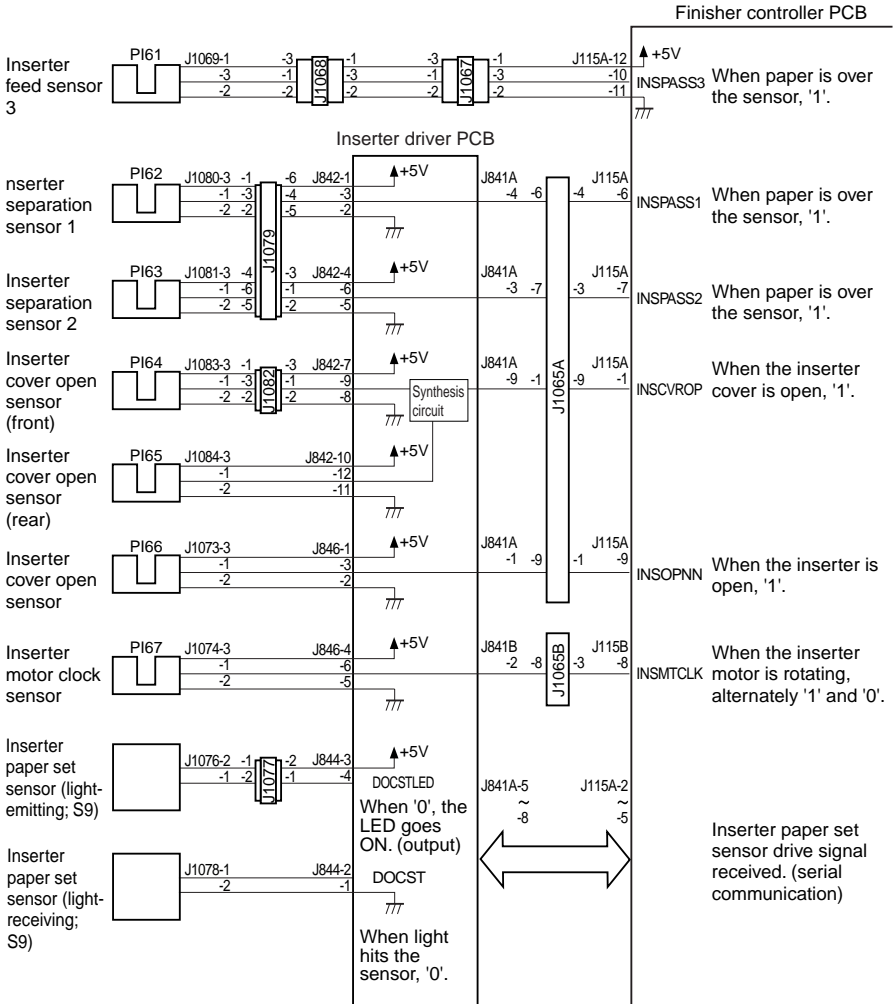 Finisher controller PCB
Inserter
feed sensor
3
PI61
J1069-1
-3
-2
-3
-1
-2
J1068
-1
-3
-2
-3
-1
-2
J1067
-1
-3
-2
J115A-12
-10
-11
+5V
INSPASS3
When paper is over
the sensor, '1'.
Inserter driver PCB
nserter
separation
sensor 1
PI62
J1080-3
-1
-2
-1
-3
-2
J1079
-6
-4
-5
J842-1
-3
-2
+5V
J841A
-4
-6
-4
J115A
-6
INSPASS1
When paper is over
the sensor, '1'.
Inserter
separation
sensor 2
PI63
J1081-3
-1
-2
-4
-6
-5
-3
-1
-2
J842-4
-6
-5
+5V
J841A
-3
-7
-3
J115A
-7
INSPASS2
When paper is over
the sensor, '1'.
Inserter
cover open
sensor
(front)
PI64
J1083-3
-1
-2
-1
-3
-2
J1082
-3
-1
-2
J842-7
-9
-8
+5V
Synthesis
circuit
J841A
-9
-1
J1065A
-9
J115A
-1
INSCVROP
When the inserter
cover is open, '1'.
Inserter
cover open
sensor
(rear)
PI65
J1084-3
-1
-2
J842-10
-12
-11
+5V
Inserter
cover open
sensor
PI66
J1073-3
-1
-2
J846-1
-3
-2
+5V
J841A
-1
-9
-1
J115A
-9
INSOPNN
When the inserter is
open, '1'.
Inserter
motor clock
sensor
PI67
J1074-3
-1
-2
J846-4
-6
-5
+5V
J841B
-2
-8
J1065B
-3
J115B
-8
INSMTCLK
When the inserter
motor is rotating,
alternately '1' and '0'.
Inserter
paper set
sensor (light-
emitting; S9)
J1076-2
-1
-1
-2
J1077
-2
-1
J844-3
-4
+5V
DOCSTLED
When '0', the
LED goes
ON. (output)
J841A-5
~
-8
J115A-2
~
-5
Inserter paper set
sensor drive signal
received. (serial
communication)
Inserter
paper set
sensor (light-
receiving;
S9)
J1078-1
-2
J844-2
-1
DOCST
When light
hits the
sensor, '0'.